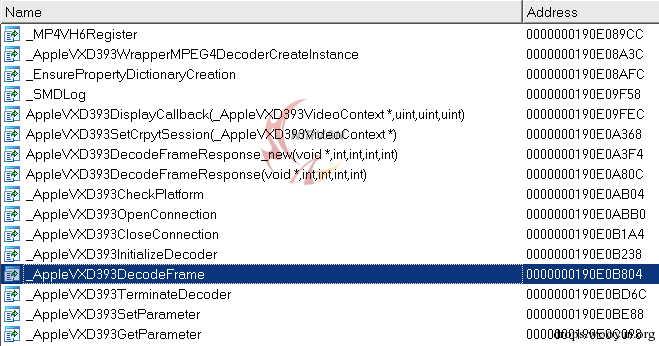 Name Address
_MP4VH6Register 0000000190E089CC
_AppleVXD393WrapperMPEG4DecoderCreateInstance 0000000190E08A3C
_EnsurePropertyDictionaryCreation 0000000190E08AFC
_SMDLog 0000000190E09F58
AppleVXD393DisplayCallback(_AppleVXD393VideoContext *,uint,uint,uint) 0000000190E09FEC
AppleVXD393SetCrpytSession(_AppleVXD393VideoContext *) 0000000190E0A368
AppleVXD393DecodeFrameResponse_new(void *,int,int,int,int) 0000000190E0A3F4
AppleVXD393DecodeFrameResponse(void *,int,int,int,int) 0000000190E0A80C
_AppleVXD393CheckPlatform 0000000190E0AB04
_AppleVXD393OpenConnection 0000000190E0ABB0
_AppleVXD393CloseConnection 0000000190E0B1A4
_AppleVXD393InitializeDecoder 0000000190E0B238
_AppleVXD393DecodeFrame 0000000190E0B804
_AppleVXD393TerminateDecoder 0000000190E0BD6C
_AppleVXD393SetParameter 0000000190E0BE88
_AppleVXD393GetParameter